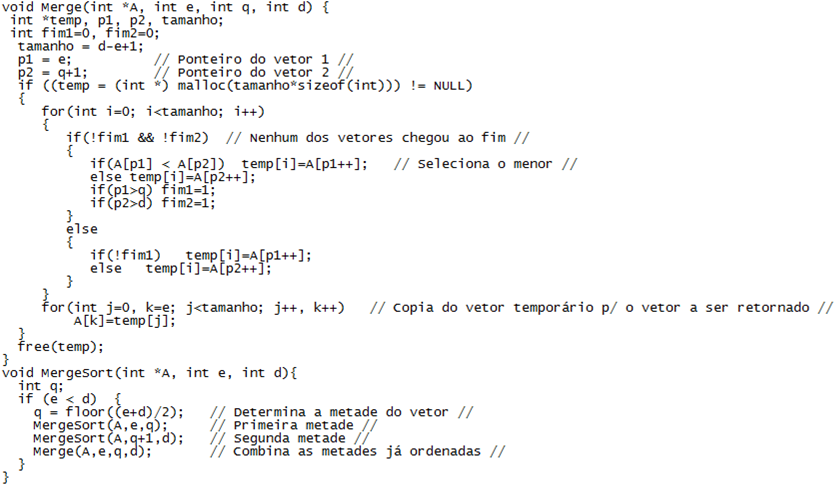 void Merge(int *A, int e, int q, int d) {
 int *temp, p1, p2, tamanho;
 int fim1=0, fim2=0;
  tamanho = d-e+1;
  p1 = e;          // Ponteiro do vetor 1 //
  p2 = q+1;        // Ponteiro do vetor 2 //
  if ((temp = (int *) malloc(tamanho*sizeof(int))) != NULL)
  {
     for(int i=0; i<tamanho; i++)
     {
        if(!fim1 && !fim2)  // Nenhum dos vetores chegou ao fim //
        {
           if(A[p1] < A[p2])  temp[i]=A[p1++];   // Seleciona o menor //
           else temp[i]=A[p2++];
           if(p1>q) fim1=1;
           if(p2>d) fim2=1;
        }
        else
        {
           if(!fim1)   temp[i]=A[p1++];
           else   temp[i]=A[p2++];
        }
     }
     for(int j=0, k=e; j<tamanho; j++, k++)   // Copia do vetor temporário p/ o vetor a ser retornado //
         A[k]=temp[j];
  }
  free(temp);
}
void MergeSort(int *A, int e, int d){
  int q;
  if (e < d)  {
    q = floor((e+d)/2);   // Determina a metade do vetor //
    MergeSort(A,e,q);     // Primeira metade //
    MergeSort(A,q+1,d);   // Segunda metade //
    Merge(A,e,q,d);       // Combina as metades já ordenadas //
  }
}